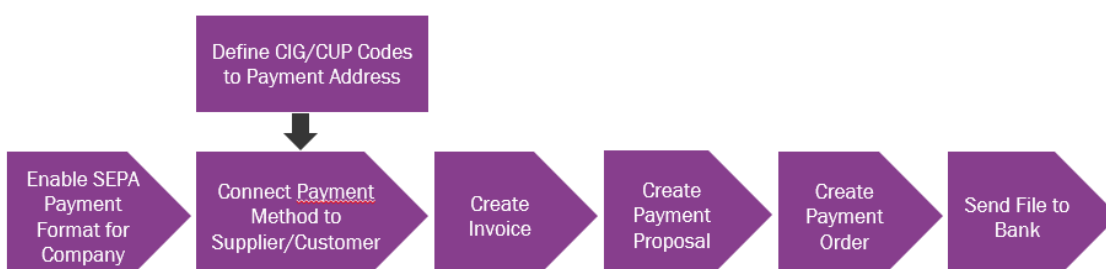 Define CIG/CUP Codes
to Payment Address
Enable SEPA
Payment
Format for
Company
Connect Payment
Method to
Supplier/Customer
Create
Invoice
Create
Payment
Proposal
Create
Payment
Order
Send File to
Bank